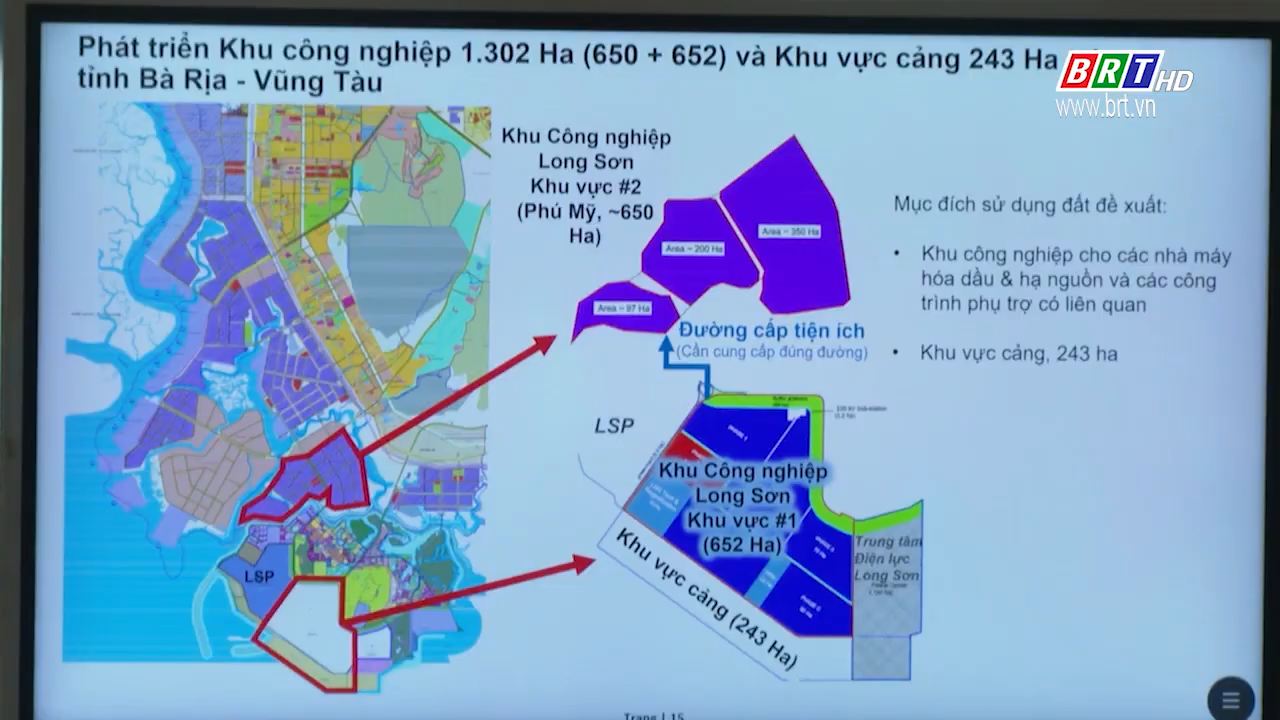 Phát triển Khu công nghiệp 1.302 Ha (650 + 652) và Khu vực cảng 243 Ha
tỉnh Bà Rịa - Vũng Tàu
BRT HD
www.brt.vn
Khu Công nghiệp
Long Sơn
Khu vực #2
(Phú Mỹ, ~650
Ha)
Area ~ 350 Ha
Area ~ 200 Ha
Area ~ 97 Ha
Mục đích sử dụng đất đề xuất:
• Khu công nghiệp cho các nhà máy
hóa dầu & hạ nguồn và các công
trình phụ trợ có liên quan
• Khu vực cảng, 243 ha
Đường cấp tiện ích
(Cần cung cấp đúng đường)
LSP
PHASE 1
Khu Công nghiệp
Long Sơn
Khu vực #1
(652 Ha)
Khu vực cảng (243 Ha)
Trung tâm
Điện lực
Long Sơn
LSP
Trang | 15